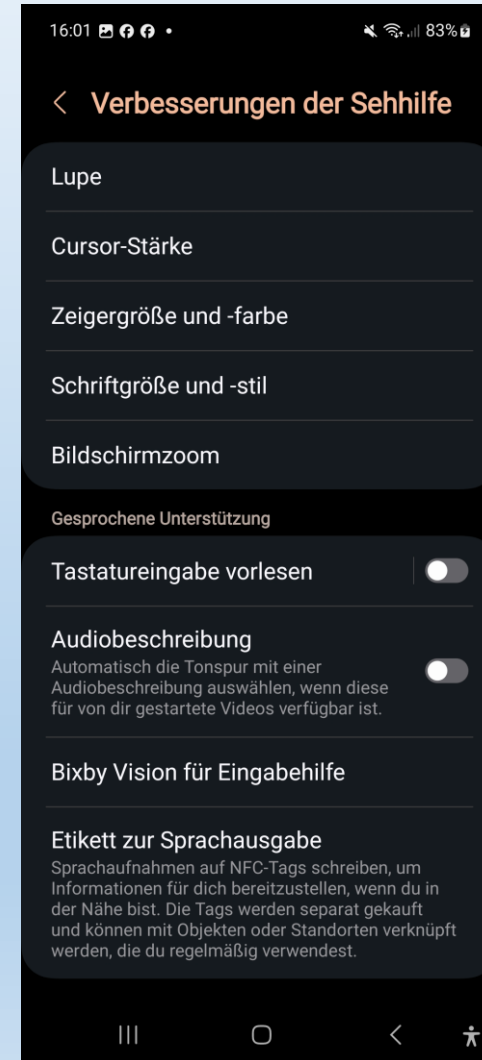 16:01 83%
Verbesserungen der Sehhilfe
Lupe
Cursor-Stärke
Zeigergröße und -farbe
Schriftgröße und -stil
Bildschirmzoom
Gesprochene Unterstützung
Tastatureingabe vorlesen
Audiobeschreibung
Automatisch die Tonspur mit einer
Audiobeschreibung auswählen, wenn diese
für von dir gestartete Videos verfügbar ist.
Bixby Vision für Eingabehilfe
Etikett zur Sprachausgabe
Sprachaufnahmen auf NFC-Tags schreiben, um
Informationen für dich bereitzustellen, wenn du in
der Nähe bist. Die Tags werden separat gekauft
und können mit Objekten oder Standorten verknüpft
werden, die du regelmäßig verwendest.